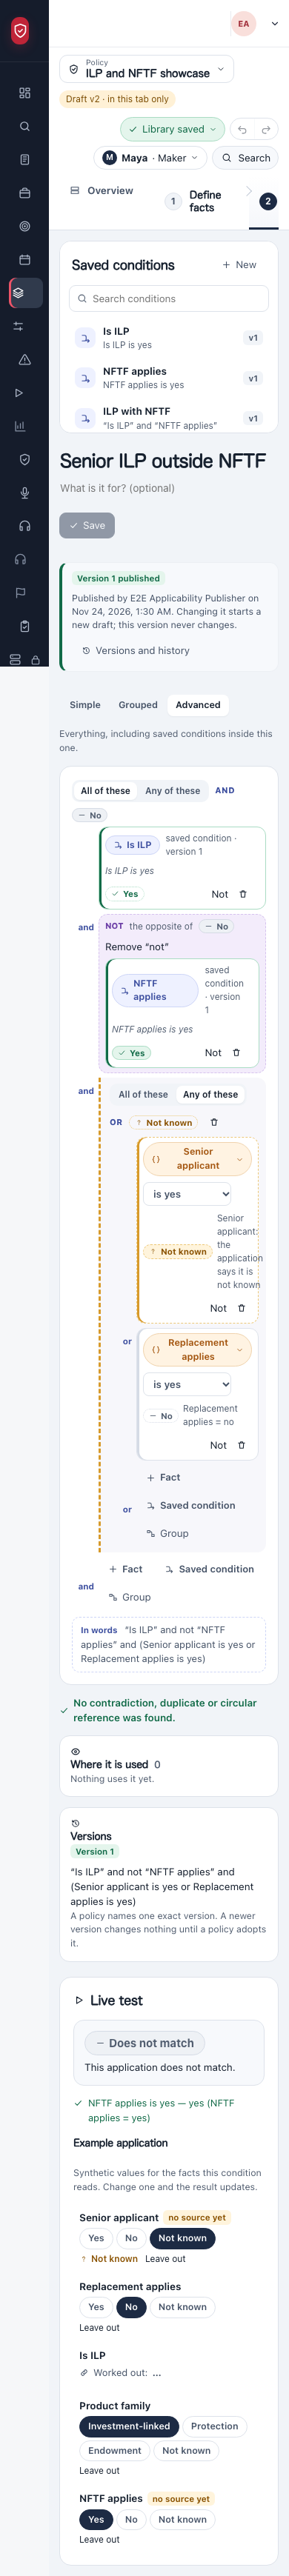 EA
Policy
ILP and NFTF showcase
Draft v2 · in this tab only
Library saved
M Maya · Maker
Search
Overview
1 Define facts
2
Saved conditions
New
Search conditions
Is ILP
Is ILP is yes
v1
NFTF applies
NFTF applies is yes
v1
ILP with NFTF
"Is ILP" and "NFTF applies"
v1
Senior ILP outside NFTF
What is it for? (optional)
Save
Version 1 published
Published by E2E Applicability Publisher on
Nov 24, 2026, 1:30 AM. Changing it starts a
new draft; this version never changes.
Versions and history
Simple Grouped Advanced
Everything, including saved conditions inside this
one.
All of these Any of these AND
No
Is ILP
saved condition ·
version 1
Is ILP is yes
Yes
Not
and
NOT the opposite of No
Remove "not"
NFTF
applies
saved
condition
· version
1
NFTF applies is yes
Yes
Not
and
All of these Any of these
OR Not known
Senior
applicant
is yes
Not known
Senior
applicant:
the
application
says it is
not known
Not
or
Replacement
applies
is yes
No
Replacement
applies = no
Not
or
Fact
Saved condition
Group
and
Fact
Saved condition
Group
In words "Is ILP" and not "NFTF
applies" and (Senior applicant is yes or
Replacement applies is yes)
No contradiction, duplicate or circular
reference was found.
Where it is used 0
Nothing uses it yet.
Versions
Version 1
"Is ILP" and not "NFTF applies" and
(Senior applicant is yes or Replacement
applies is yes)
A policy names one exact version. A newer
version changes nothing until a policy adopts
it.
Live test
Does not match
This application does not match.
NFTF applies is yes — yes (NFTF
applies = yes)
Example application
Synthetic values for the facts this condition
reads. Change one and the result updates.
Senior applicant no source yet
Yes No Not known
Not known Leave out
Replacement applies
Yes No Not known
Leave out
Is ILP
Worked out: ...
Product family
Investment-linked Protection
Endowment Not known
Leave out
NFTF applies no source yet
Yes No Not known
Leave out